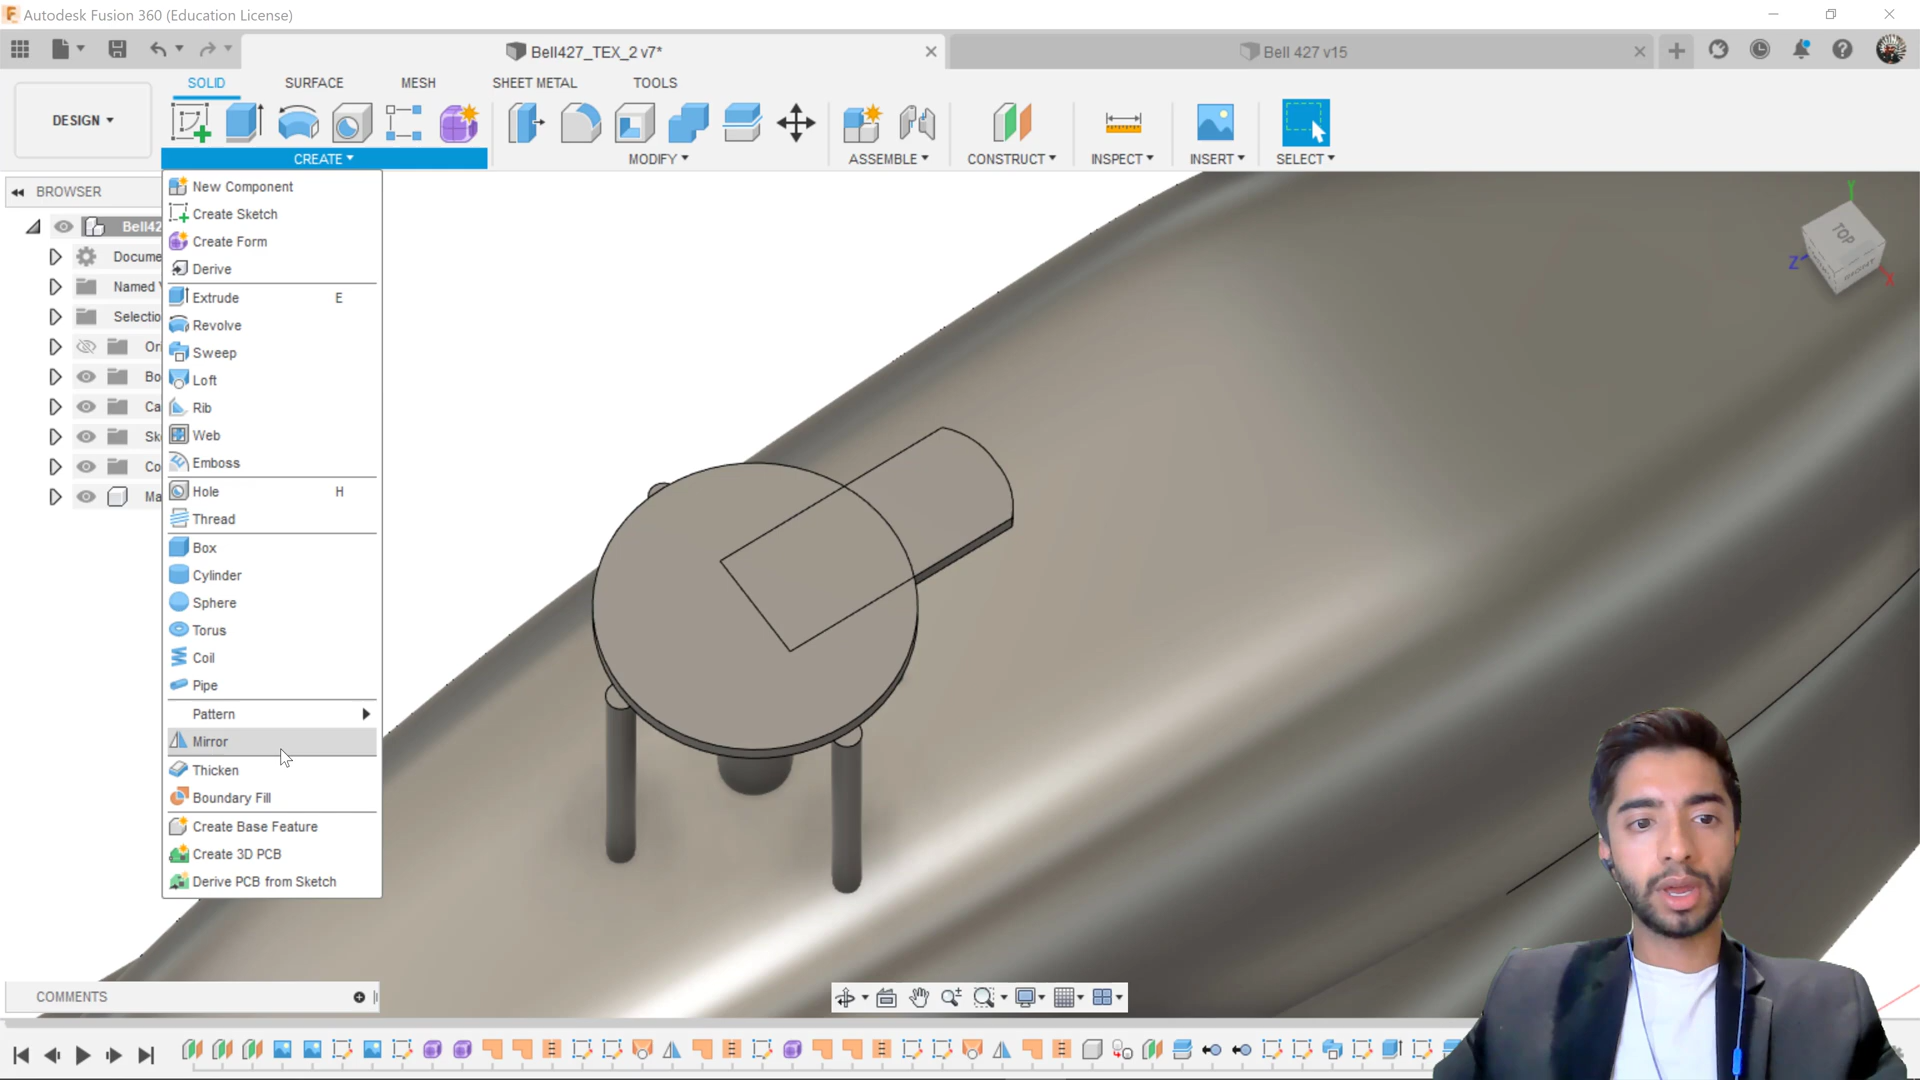 Autodesk Fusion 360 (Education License)
Bell427_TEX_2 v7*
Bell 427 v15
SOLID
SURFACE
MESH
SHEET METAL
TOOLS
DESIGN
CREATE
MODIFY
ASSEMBLE
CONSTRUCT
INSPECT
INSERT
SELECT
BROWSER
Bell42
Docume
Named
Selectio
Ori
Bo
Ca
Sk
Co
Ma
New Component
Create Sketch
Create Form
Derive
Extrude E
Revolve
Sweep
Loft
Rib
Web
Emboss
Hole H
Thread
Box
Cylinder
Sphere
Torus
Coil
Pipe
Pattern
Mirror
Thicken
Boundary Fill
Create Base Feature
Create 3D PCB
Derive PCB from Sketch
Y
TOP
Z
RIGHT
X
COMMENTS